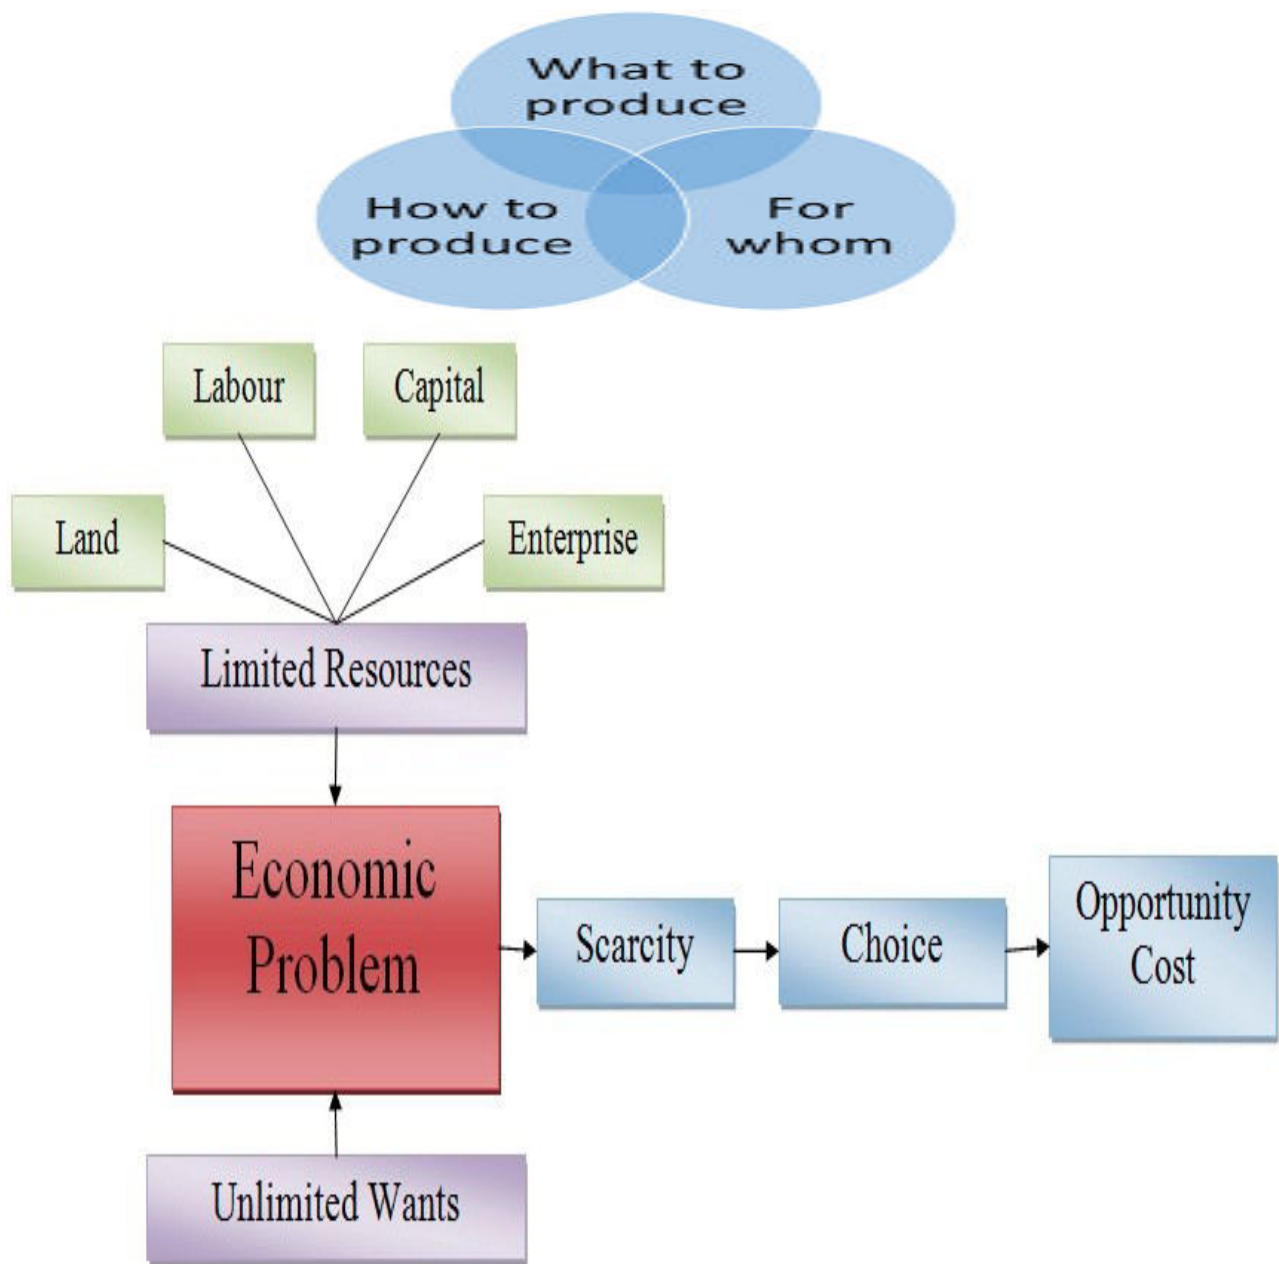 What to
produce
How to
produce
For
whom
Labour
Capital
Land
Enterprise
Limited Resources
Economic
Problem
Scarcity
Choice
Opportunity
Cost
Unlimited Wants